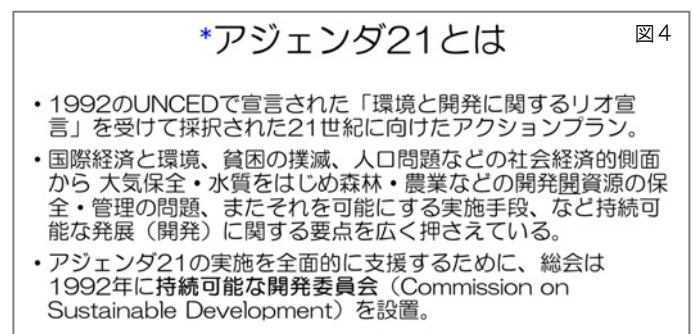 *アジェンダ21とは
図4
• 1992のUNCEDで宣言された「環境と開発に関するリオ宣
言」を受けて採択された21世紀に向けたアクションプラン。
• 国際経済と環境、貧困の撲滅、人口問題などの社会経済的側面
から 大気保全・水質をはじめ森林・農業などの開発開資源の保
全・管理の問題、またそれを可能にする実施手段、など持続可
能な発展（開発）に関する要点を広く押さえている。
• アジェンダ21の実施を全面的に支援するために、総会は
1992年に持続可能な開発委員会（Commission on
Sustainable Development）を設置。